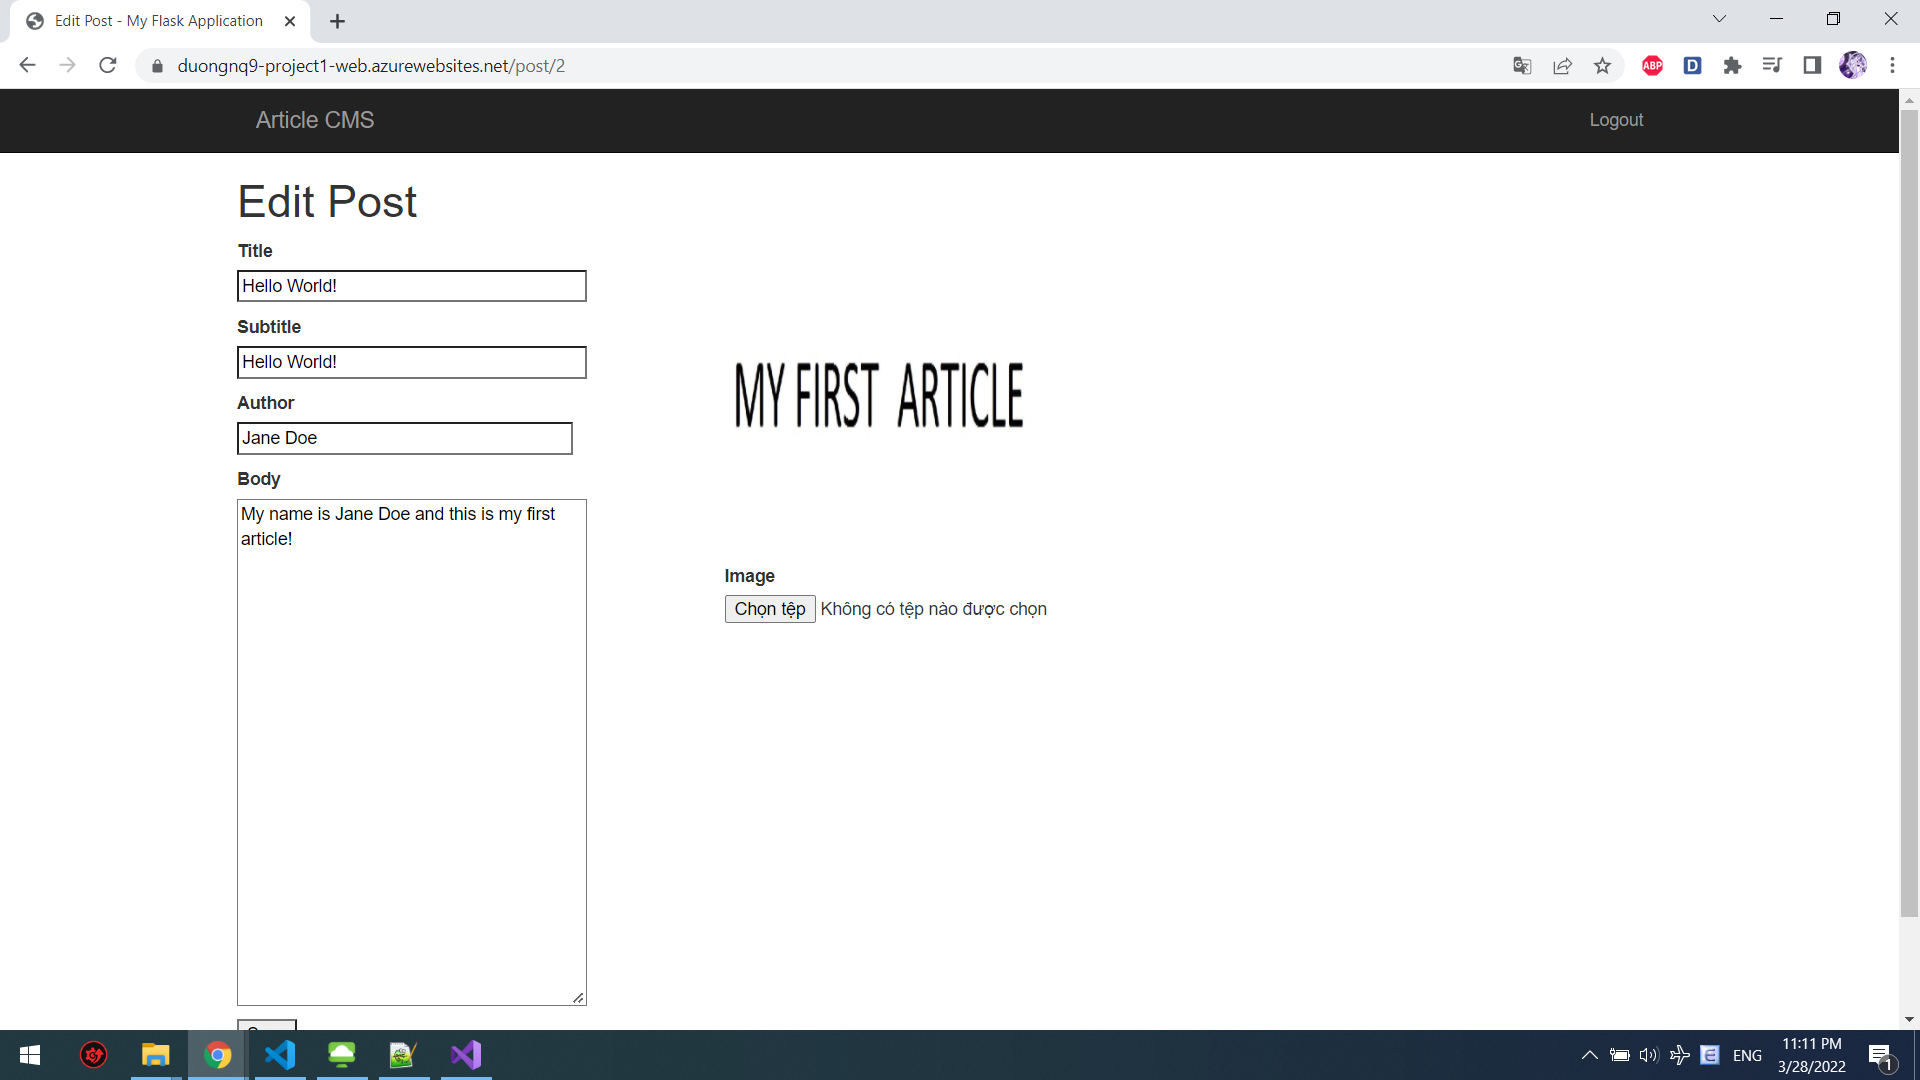 Edit Post - My Flask Application
duongnq9-project1-web.azurewebsites.net/post/2
ABP
D
Article CMS
Logout
Edit Post
Title
Hello World!
Subtitle
Hello World!
Author
Jane Doe
Body
My name is Jane Doe and this is my first
article!
MY FIRST ARTICLE
Image
Chọn tệp Không có tệp nào được chọn
ENG
11:11 PM
3/28/2022
1